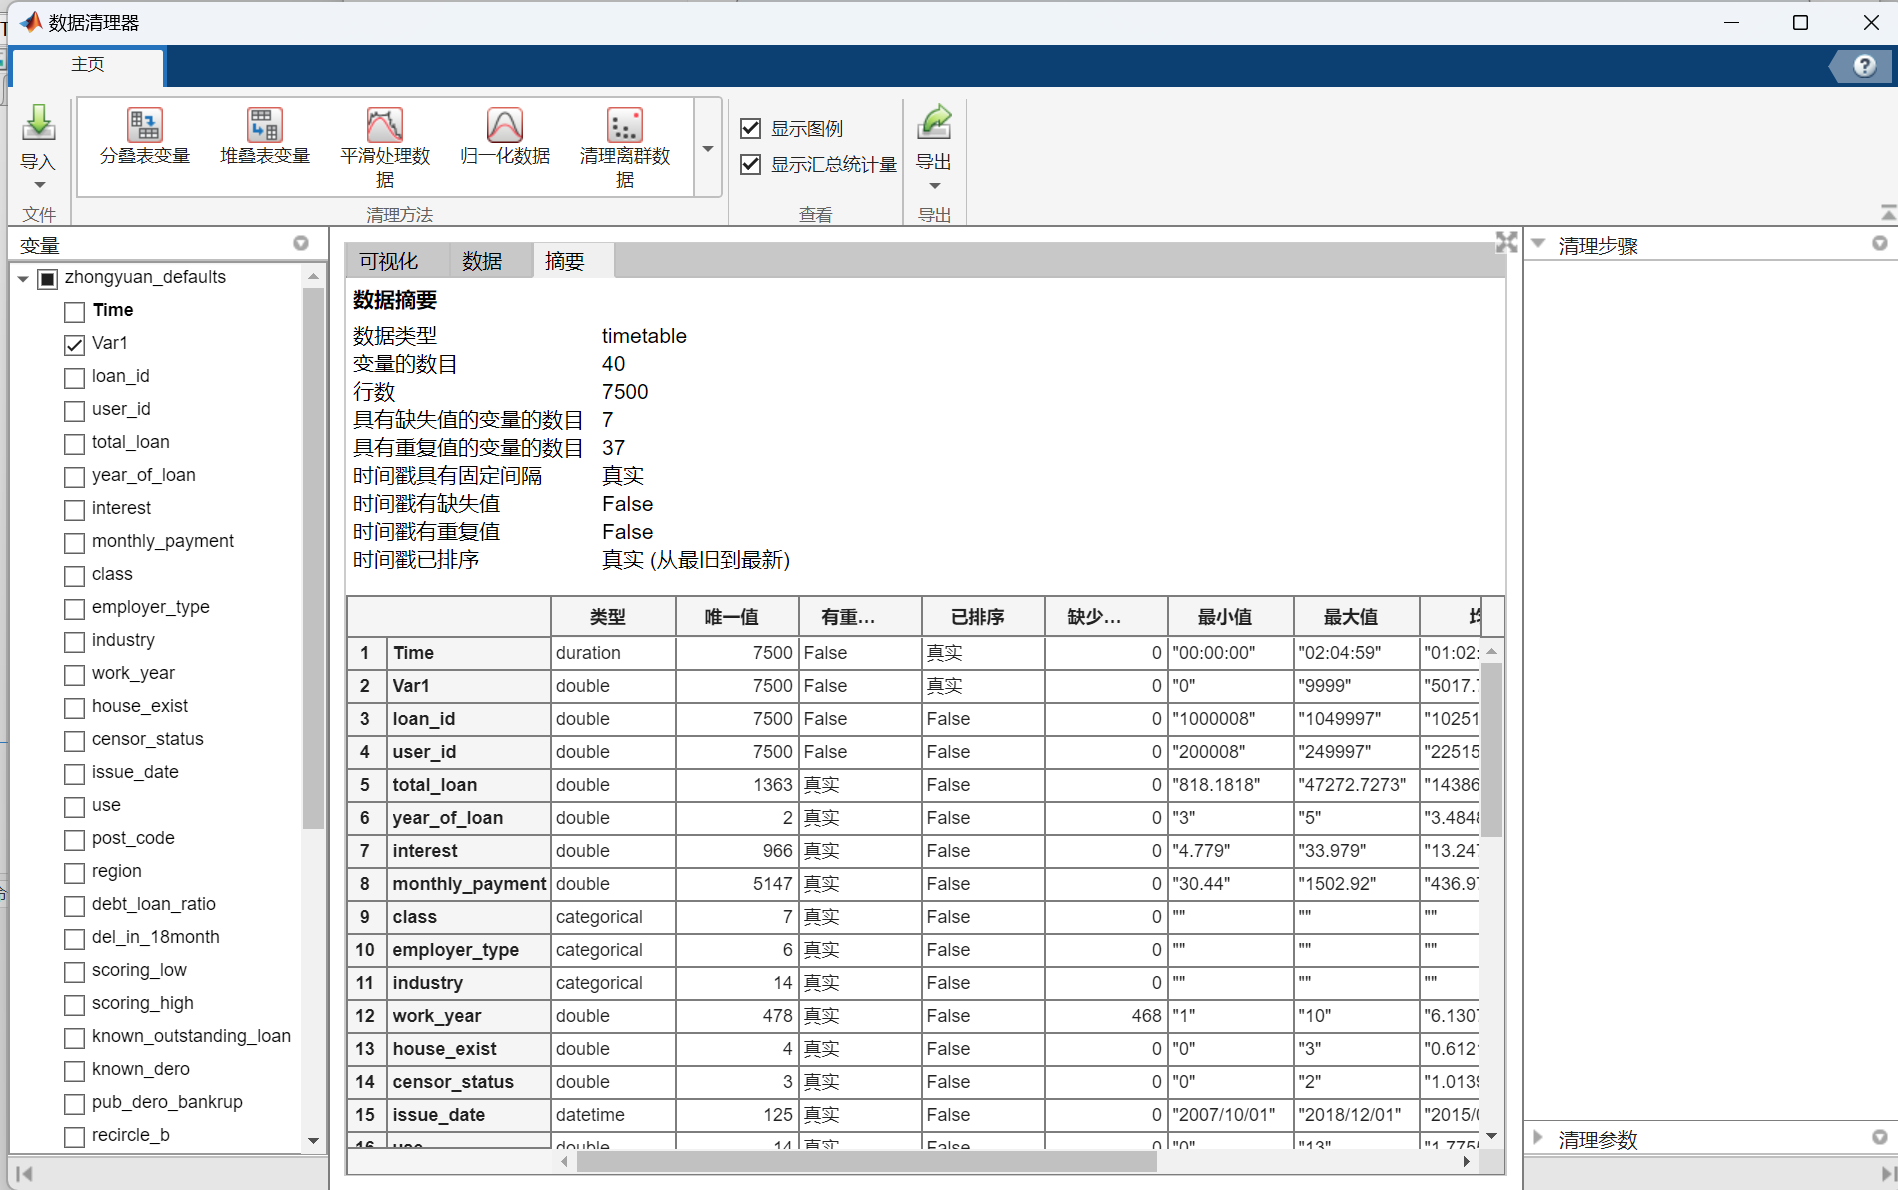 数据清理器
主页
导入
文件
分叠表变量
堆叠表变量
平滑处理数据
归一化数据
清理离群数据
清理方法
显示图例
显示汇总统计量
查看
导出
导出
变量
zhongyuan_defaults
Time
Var1
loan_id
user_id
total_loan
year_of_loan
interest
monthly_payment
class
employer_type
industry
work_year
house_exist
censor_status
issue_date
use
post_code
region
debt_loan_ratio
del_in_18month
scoring_low
scoring_high
known_outstanding_loan
known_dero
pub_dero_bankrup
recircle_b
可视化 数据 摘要
数据摘要
数据类型 timetable
变量的数目 40
行数 7500
具有缺失值的变量的数目 7
具有重复值的变量的数目 37
时间戳具有固定间隔 真实
时间戳有缺失值 False
时间戳有重复值 False
时间戳已排序 真实 (从最旧到最新)
类型 唯一值 有重... 已排序 缺少... 最小值 最大值
1 Time duration 7500 False 真实 0 "00:00:00" "02:04:59" "01:02:
2 Var1 double 7500 False 真实 0 "0" "9999" "5017.
3 loan_id double 7500 False False 0 "1000008" "1049997" "10251
4 user_id double 7500 False False 0 "200008" "249997" "22515
5 total_loan double 1363 真实 False 0 "818.1818" "47272.7273" "14386
6 year_of_loan double 2 真实 False 0 "3" "5" "3.484
7 interest double 966 真实 False 0 "4.779" "33.979" "13.24
8 monthly_payment double 5147 真实 False 0 "30.44" "1502.92" "436.9
9 class categorical 7 真实 False 0 "" "" ""
10 employer_type categorical 6 真实 False 0 "" "" ""
11 industry categorical 14 真实 False 0 "" "" ""
12 work_year double 478 真实 False 468 "1" "10" "6.130
13 house_exist double 4 真实 False 0 "0" "3" "0.612
14 censor_status double 3 真实 False 0 "0" "2" "1.013
15 issue_date datetime 125 真实 False 0 "2007/10/01" "2018/12/01" "2015/
16 use double 14 真实 False 0 "0" "13"
清理步骤
清理参数